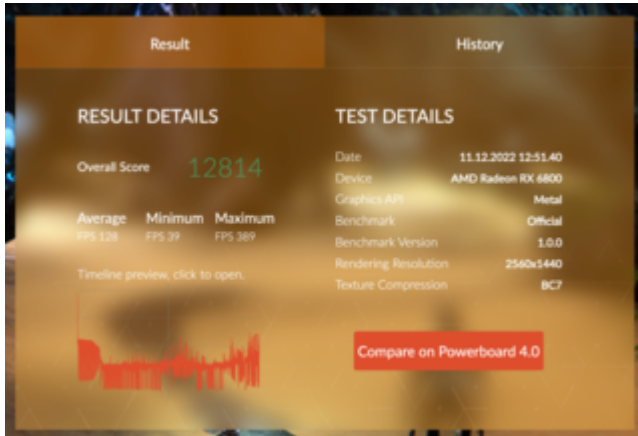 Result
History
RESULT DETAILS
Overall Score 12814
Average Minimum Maximum
FPS 128 FPS 39 FPS 389
Timeline preview, click to open.
TEST DETAILS
Date 11.12.2022 12:51.40
Device AMD Radeon RX 6800
Graphics API Metal
Benchmark Official
Benchmark Version 1.0.0
Rendering Resolution 2560x1440
Texture Compression BC7
Compare on Powerboard 4.0